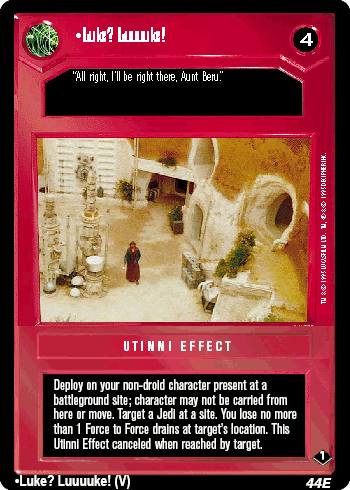 •Luke? Luuuuke!
4
"All right, I'll be right there, Aunt Beru."
UTINNI EFFECT
Deploy on your non-droid character present at a
battleground site; character may not be carried from
here or move. Target a Jedi at a site. You lose no more
than 1 Force to Force drains at target's location. This
Utinni Effect canceled when reached by target.
1
•Luke? Luuuuke! (V)
44E